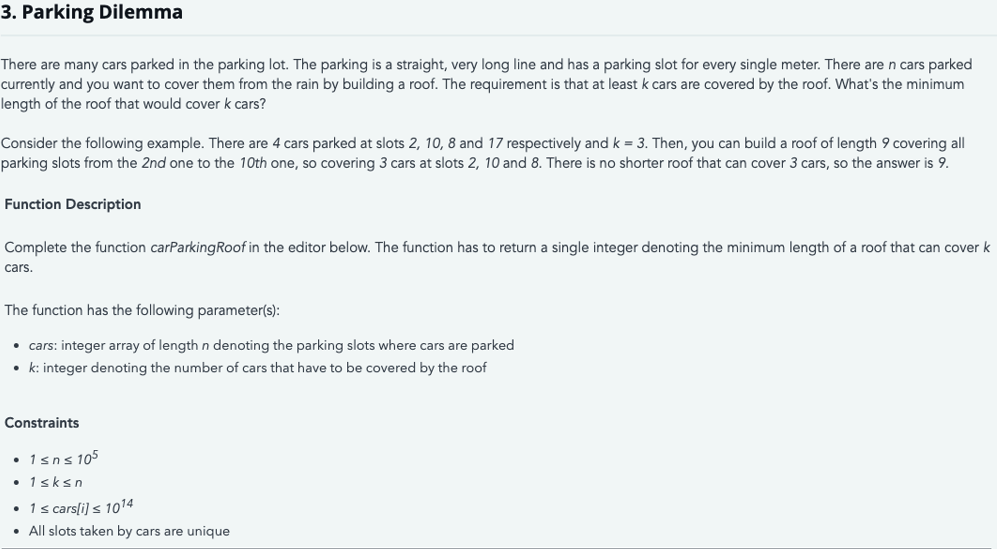 3. Parking Dilemma
There are many cars parked in the parking lot. The parking is a straight, very long line and has a parking slot for every single meter. There are n cars parked
currently and you want to cover them from the rain by building a roof. The requirement is that at least k cars are covered by the roof. What's the minimum
length of the roof that would cover k cars?
Consider the following example. There are 4 cars parked at slots 2, 10, 8 and 17 respectively and k = 3. Then, you can build a roof of length 9 covering all
parking slots from the 2nd one to the 10th one, so covering 3 cars at slots 2, 10 and 8. There is no shorter roof that can cover 3 cars, so the answer is 9.
Function Description
Complete the function carParkingRoof in the editor below. The function has to return a single integer denoting the minimum length of a roof that can cover k
cars.
The function has the following parameter(s):
• cars: integer array of length n denoting the parking slots where cars are parked
• k: integer denoting the number of cars that have to be covered by the roof
Constraints
• 1 ≤ n ≤ 10⁵
• 1 ≤ k ≤ n
• 1 ≤ cars[i] ≤ 10¹⁴
• All slots taken by cars are unique